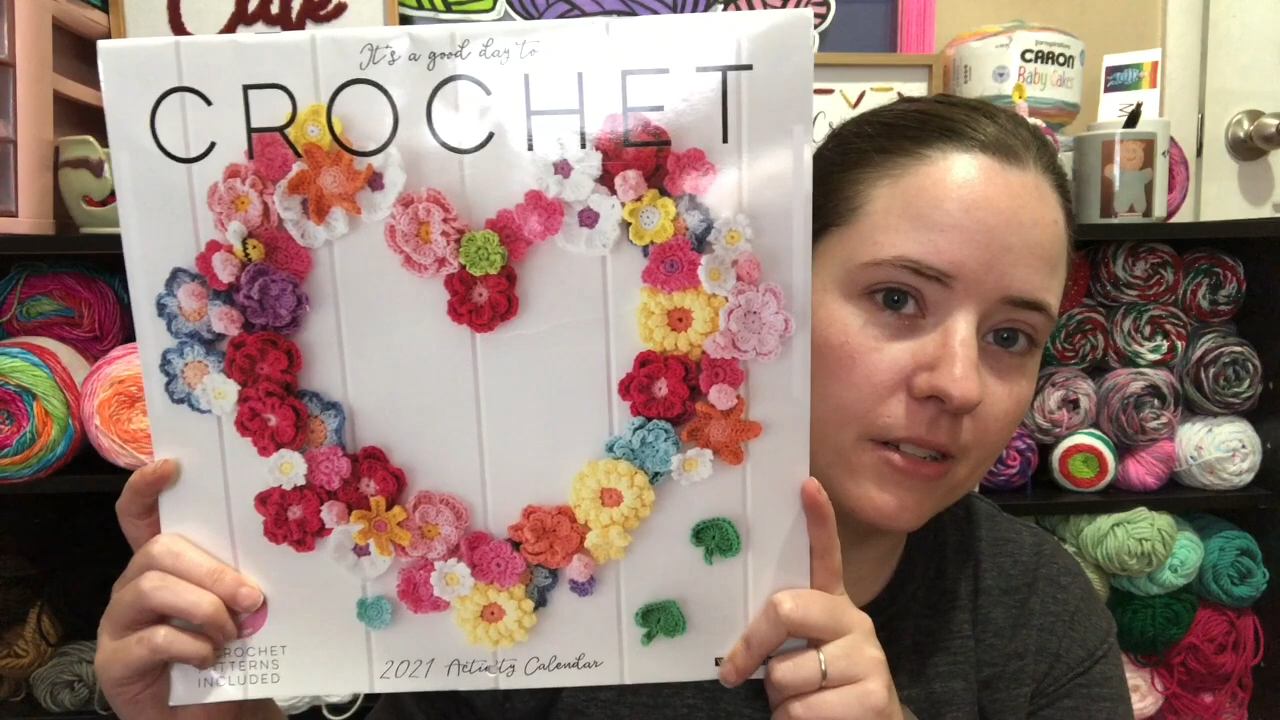 It's a good day to
CROCHET
CROCHET
PATTERNS
INCLUDED
2021 Activity Calendar
CARON
Baby Cakes